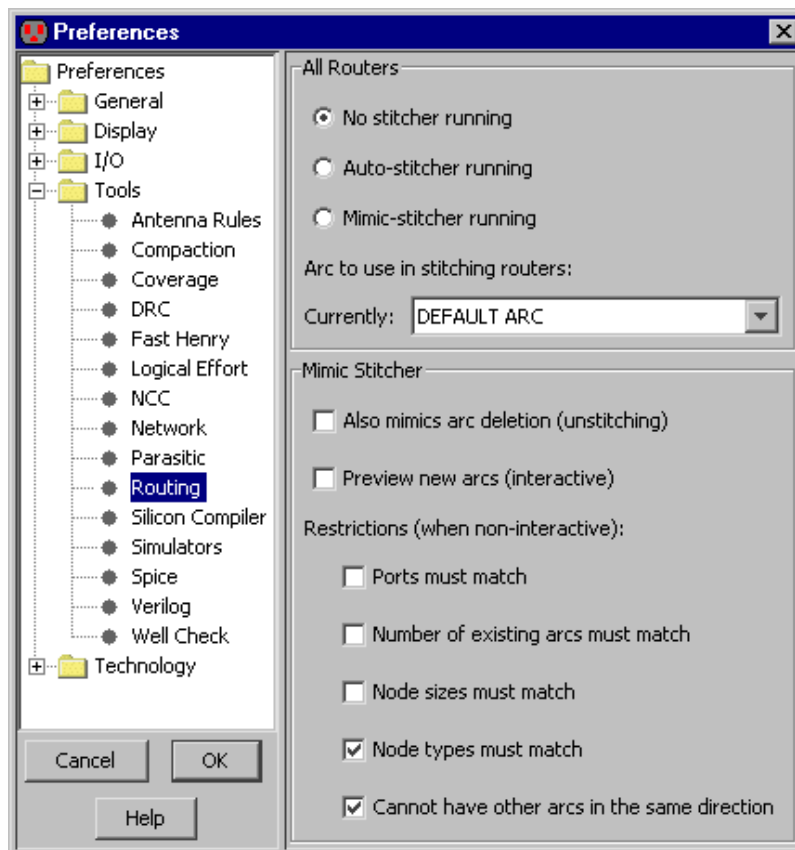 Preferences
Preferences
General
Display
I/O
Tools
Antenna Rules
Compaction
Coverage
DRC
Fast Henry
Logical Effort
NCC
Network
Parasitic
Routing
Silicon Compiler
Simulators
Spice
Verilog
Well Check
Technology
Cancel
OK
Help
All Routers
No stitcher running
Auto-stitcher running
Mimic-stitcher running
Arc to use in stitching routers:
Currently: DEFAULT ARC
Mimic Stitcher
Also mimics arc deletion (unstitching)
Preview new arcs (interactive)
Restrictions (when non-interactive):
Ports must match
Number of existing arcs must match
Node sizes must match
Node types must match
Cannot have other arcs in the same direction